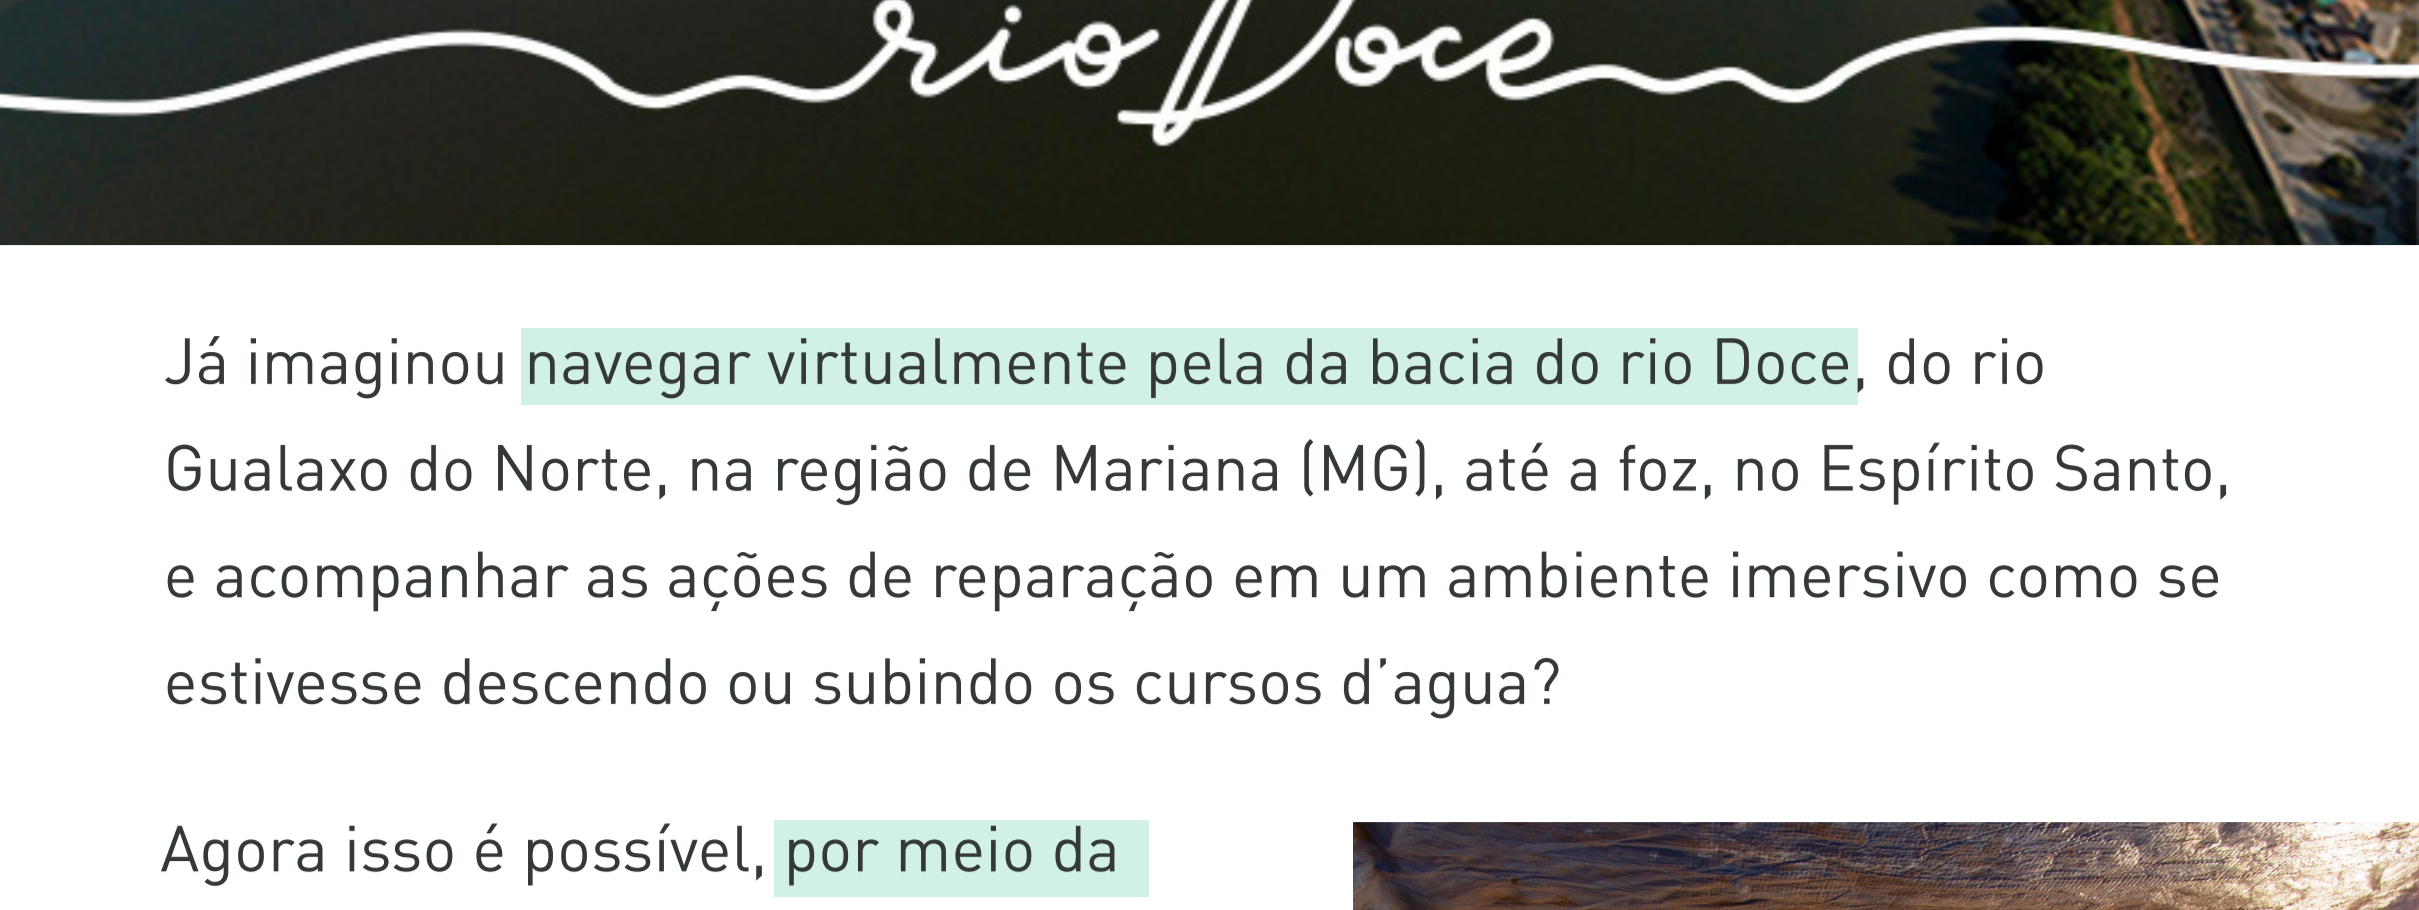 rio Doce
Já imaginou navegar virtualmente pela da bacia do rio Doce, do rio
Gualaxo do Norte, na região de Mariana (MG), até a foz, no Espírito Santo,
e acompanhar as ações de reparação em um ambiente imersivo como se
estivesse descendo ou subindo os cursos d’agua?
Agora isso é possível, por meio da